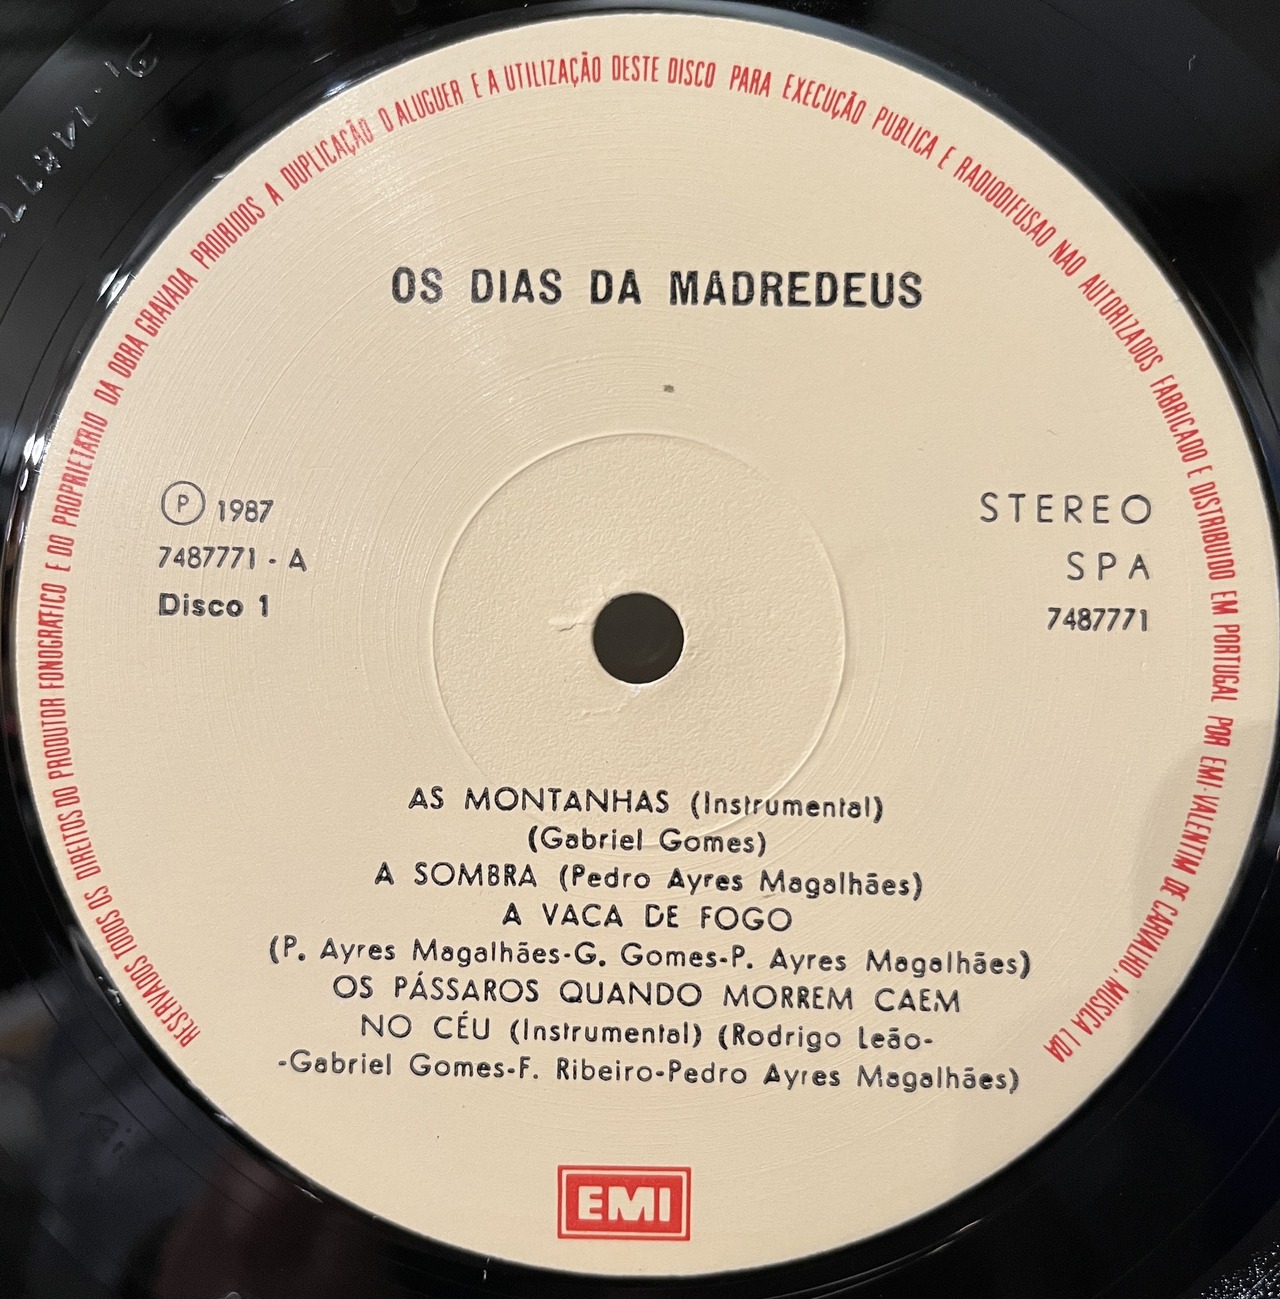 RESERVADOS TODOS OS DIREITOS DO PRODUTOR FONOGRAFICO E DO PROPRIETARIO DA OBRA GRAVADA PROIBIDOS A DUPLICAÇÃO O ALUGUER E A UTILIZAÇÃO DESTE DISCO PARA EXECUÇÃO PUBLICA E RADIODIFUSAO NAO AUTORIZADOS FABRICADO E DISTRIBUIDO EM PORTUGAL POR EMI-VALENTIM DE CARVALHO, MUSICA LDA
OS DIAS DA MADREDEUS
Ⓟ 1987
7487771 - A
Disco 1
STEREO
SPA
7487771
AS MONTANHAS (Instrumental)
(Gabriel Gomes)
A SOMBRA (Pedro Ayres Magalhães)
A VACA DE FOGO
(P. Ayres Magalhães-G. Gomes-P. Ayres Magalhães)
OS PÁSSAROS QUANDO MORREM CAEM
NO CÉU (Instrumental) (Rodrigo Leão-
-Gabriel Gomes-F. Ribeiro-Pedro Ayres Magalhães)
EMI